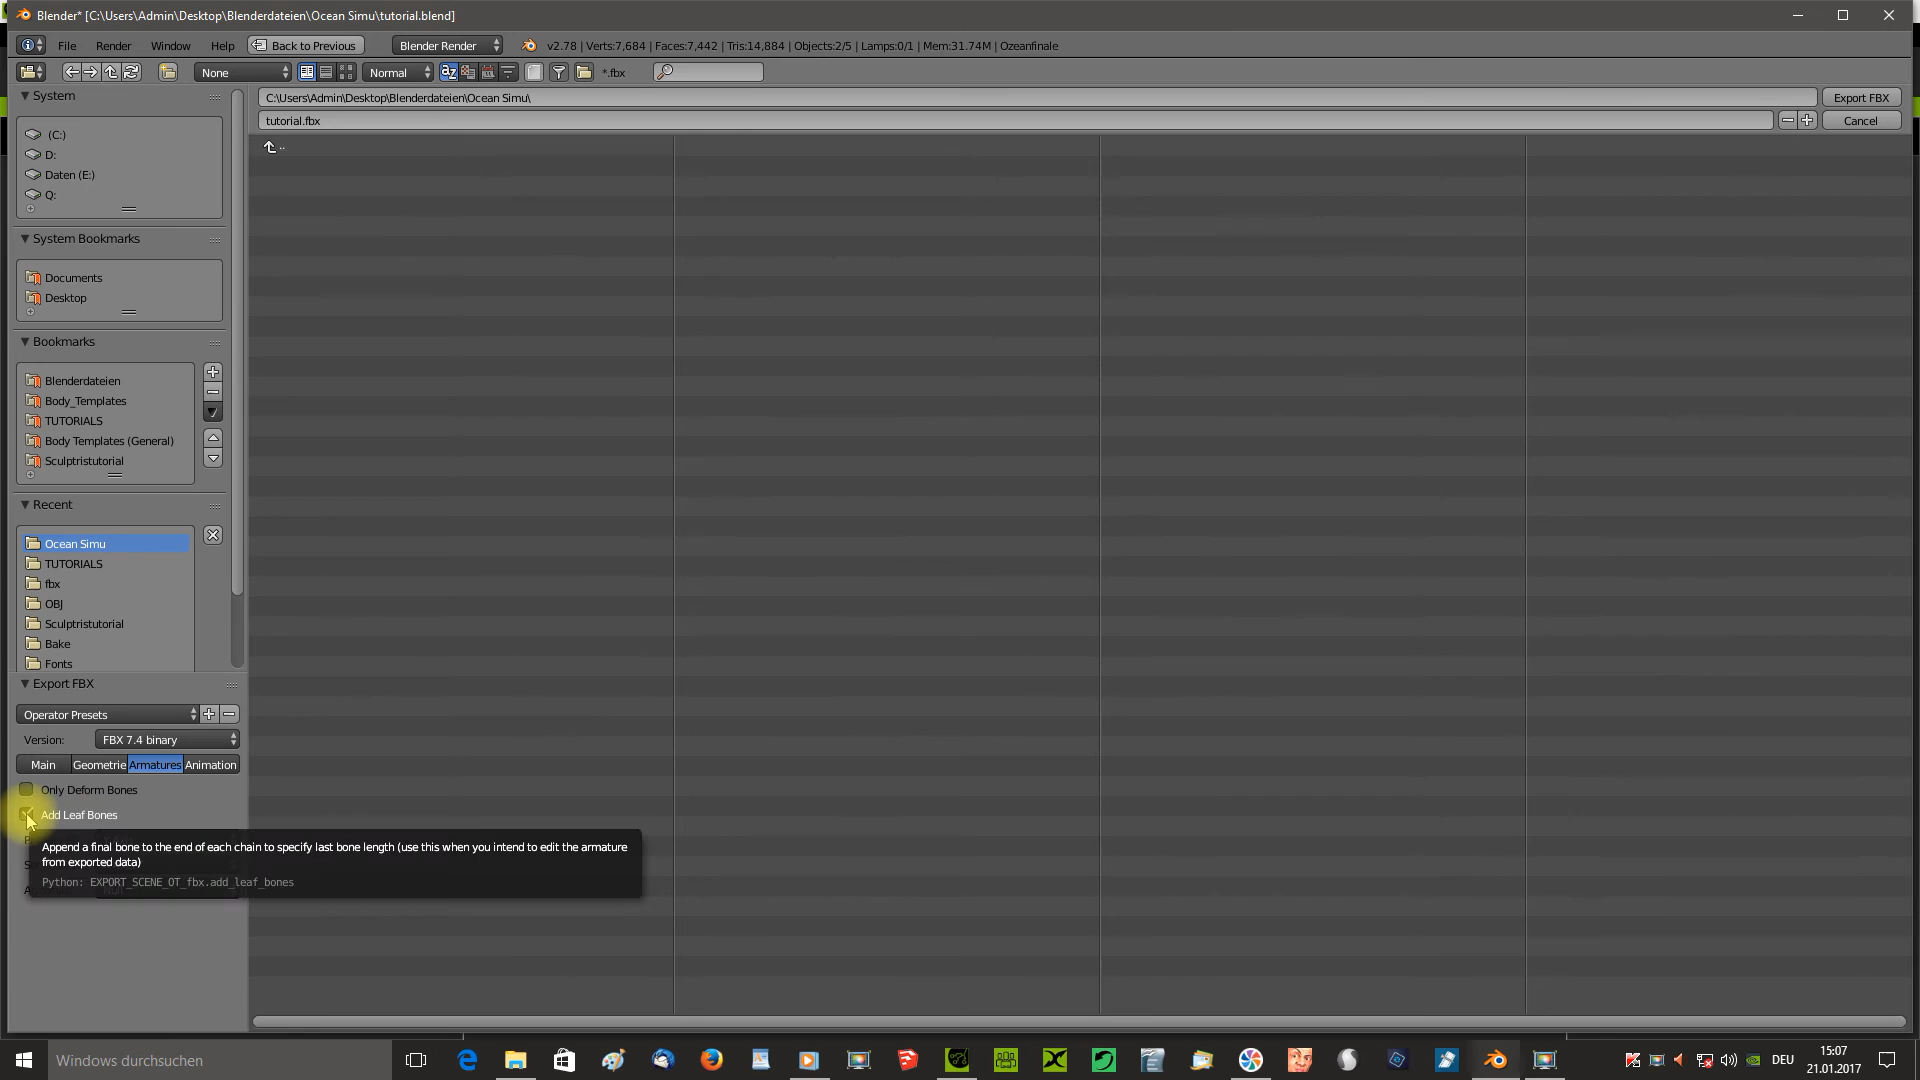 Blender* [C:\Users\Admin\Desktop\Blenderdateien\Ocean Simu\tutorial.blend]
File Render Window Help Back to Previous Blender Render v2.78 | Verts:7,684 | Faces:7,442 | Tris:14,884 | Objects:2/5 | Lamps:0/1 | Mem:31.74M | Ozeanfinale
None Normal *.fbx
System
C:\Users\Admin\Desktop\Blenderdateien\Ocean Simu\ Export FBX
tutorial.fbx Cancel
(C:)
..
D:
Daten (E:)
Q:
System Bookmarks
Documents
Desktop
Bookmarks
Blenderdateien
Body_Templates
TUTORIALS
Body Templates (General)
Sculptristutorial
Recent
Ocean Simu
TUTORIALS
fbx
OBJ
Sculptristutorial
Bake
Fonts
Export FBX
Operator Presets
Version: FBX 7.4 binary
Main Geometrie Armatures Animation
Only Deform Bones
Add Leaf Bones
Append a final bone to the end of each chain to specify last bone length (use this when you intend to edit the armature
from exported data)
Python: EXPORT_SCENE_OT_fbx.add_leaf_bones
Windows durchsuchen
DEU
15:07
21.01.2017